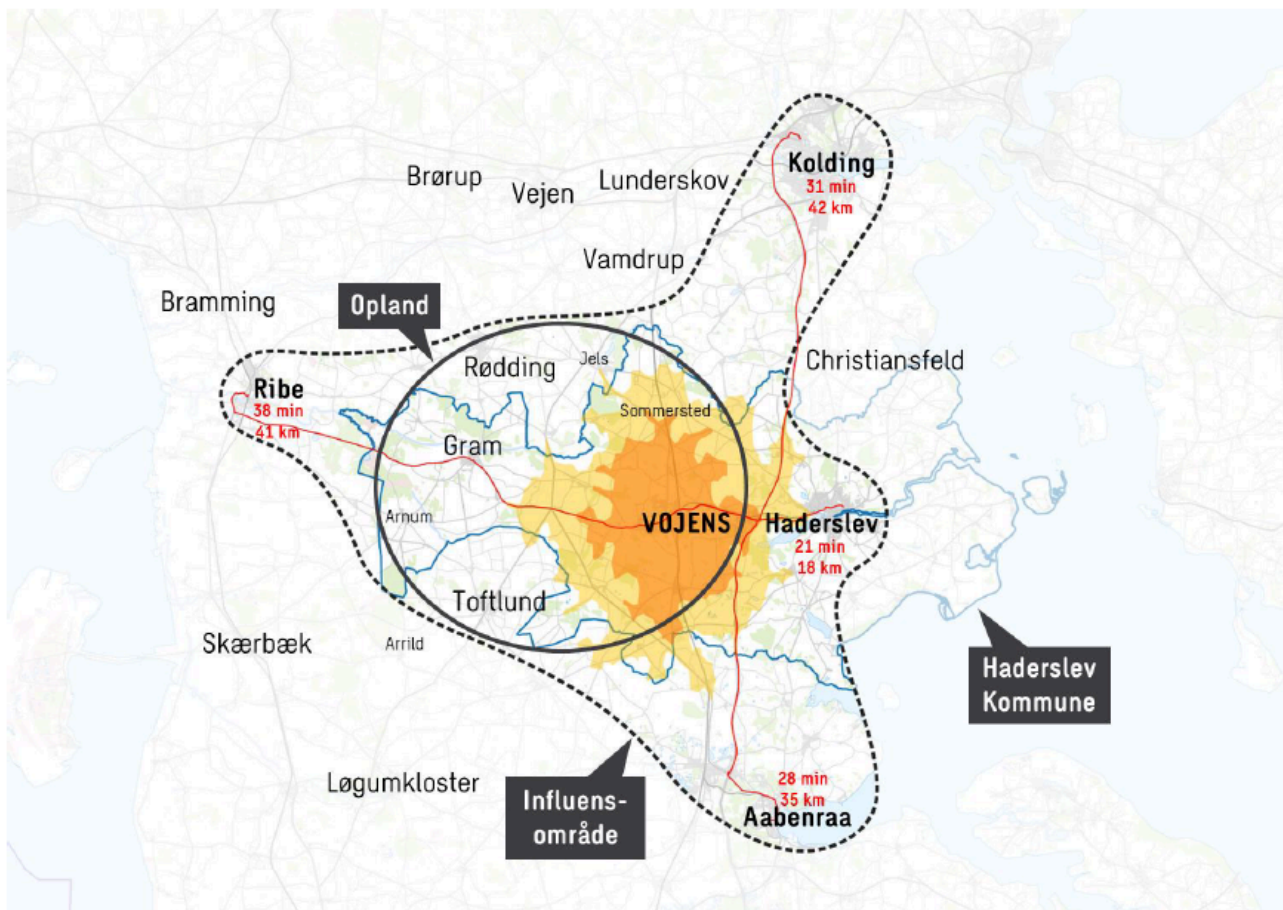 Kolding
31 min
42 km
Brørup
Vejen
Lunderskov
Vamdrup
Bramming
Opland
Christiansfeld
Rødding
Jels
Ribe
38 min
41 km
Sommersted
Gram
Arnum
VOJENS
Haderslev
21 min
18 km
Toftlund
Skærbæk
Arrild
Haderslev
Kommune
Løgumkloster
Influens-
område
28 min
35 km
Aabenraa